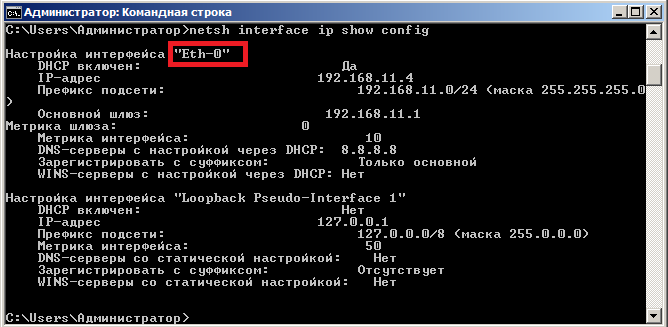 Администратор: Командная строка
C:\Users\Администратор>netsh interface ip show config
Настройка интерфейса "Eth-0"
DHCP включен: Да
IP-адрес 192.168.11.4
Префикс подсети: 192.168.11.0/24 (маска 255.255.255.0
)
Основной шлюз: 192.168.11.1
Метрика шлюза: 0
Метрика интерфейса: 10
DNS-серверы с настройкой через DHCP: 8.8.8.8
Зарегистрировать с суффиксом: Только основной
WINS-серверы с настройкой через DHCP: Нет
Настройка интерфейса "Loopback Pseudo-Interface 1"
DHCP включен: Нет
IP-адрес 127.0.0.1
Префикс подсети: 127.0.0.0/8 (маска 255.0.0.0)
Метрика интерфейса: 50
DNS-серверы со статической настройкой: Нет
Зарегистрировать с суффиксом: Отсутствует
WINS-серверы со статической настройкой: Нет
C:\Users\Администратор>